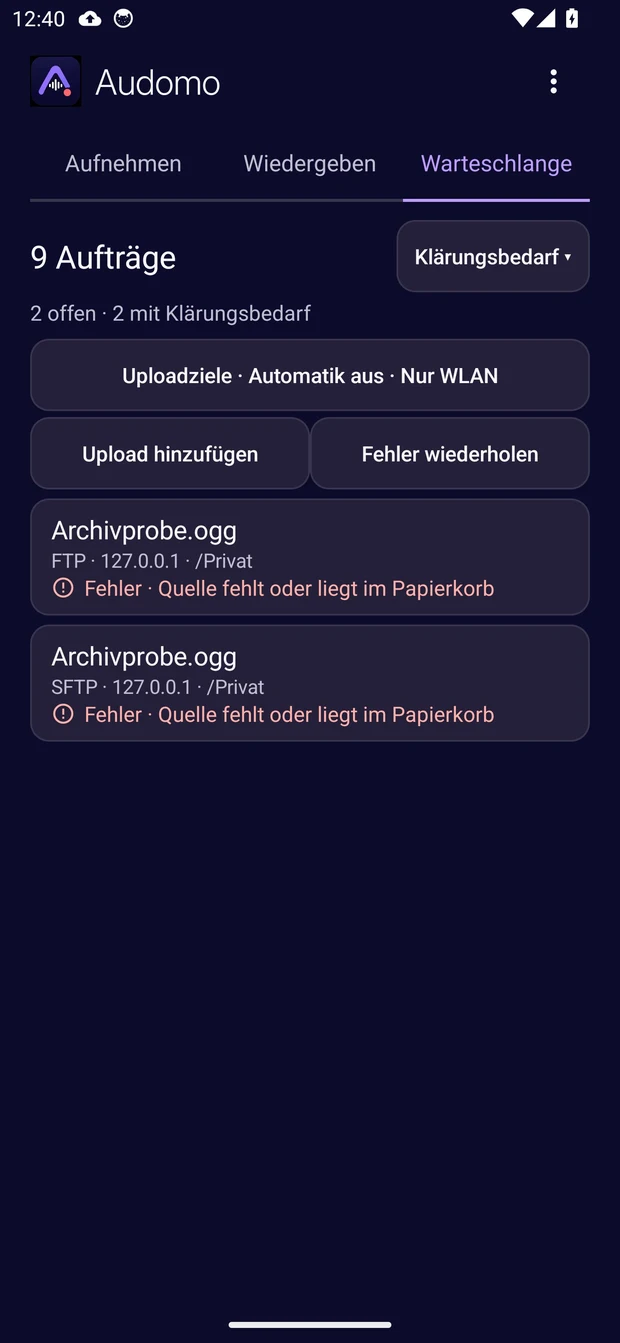 12:40
Audomo
Aufnehmen Wiedergeben Warteschlange
9 Aufträge
Klärungsbedarf ▾
2 offen · 2 mit Klärungsbedarf
Uploadziele · Automatik aus · Nur WLAN
Upload hinzufügen Fehler wiederholen
Archivprobe.ogg
FTP · 127.0.0.1 · /Privat
Fehler · Quelle fehlt oder liegt im Papierkorb
Archivprobe.ogg
SFTP · 127.0.0.1 · /Privat
Fehler · Quelle fehlt oder liegt im Papierkorb